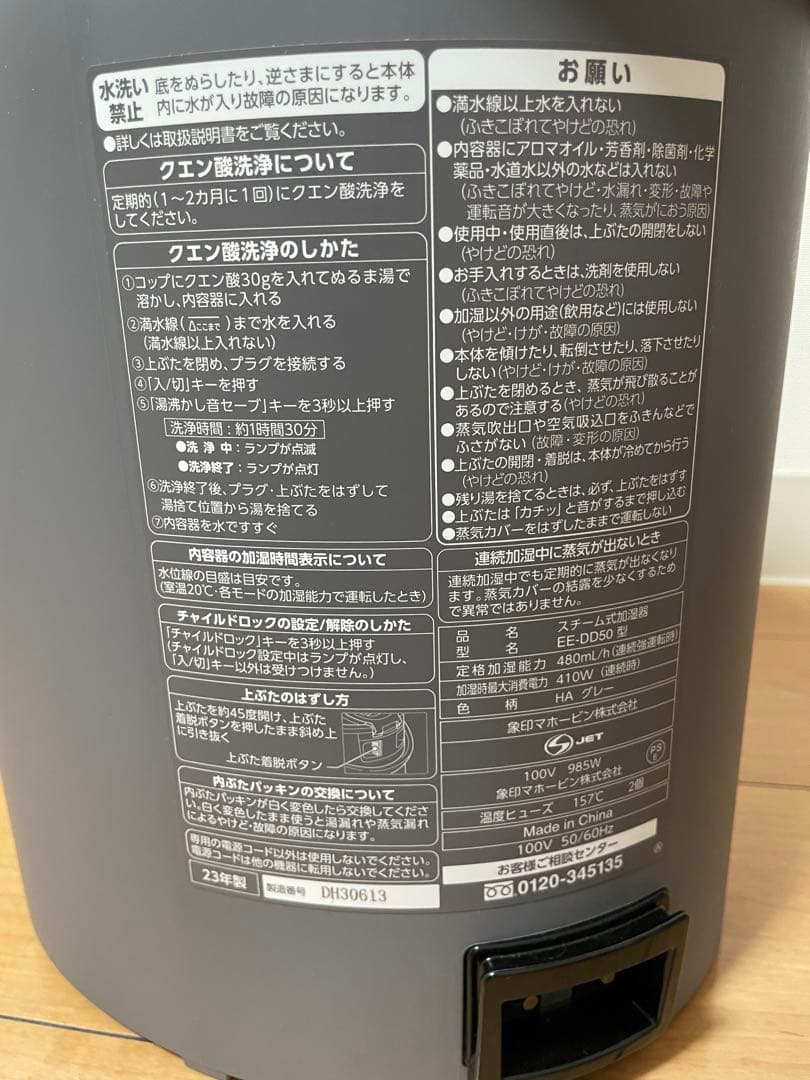 水洗い
禁止
底をぬらしたり、逆さまにすると本体
内に水が入り故障の原因になります。
●詳しくは取扱説明書をご覧ください。
クエン酸洗浄について
定期的(1〜2カ月に1回)にクエン酸洗浄を
してください。
クエン酸洗浄のしかた
①コップにクエン酸30gを入れてぬるま湯で
溶かし、内容器に入れる
②満水線(△ここまで)まで水を入れる
(満水線以上入れない)
③上ぶたを閉め、プラグを接続する
④「入/切」キーを押す
⑤「湯沸かし音セーブ」キーを3秒以上押す
洗浄時間:約1時間30分
●洗浄中:ランプが点滅
●洗浄終了:ランプが点灯
⑥洗浄終了後、プラグ・上ぶたをはずして
湯捨て位置から湯を捨てる
⑦内容器を水ですすぐ
内容器の加湿時間表示について
水位線の目盛は目安です。
(室温20℃・各モードの加湿能力で運転したとき)
チャイルドロックの設定/解除のしかた
「チャイルドロック」キーを3秒以上押す
(チャイルドロック設定中はランプが点灯し、
「入/切」キー以外は受けつけません。)
上ぶたのはずし方
上ぶたを約45度開け、上ぶた
着脱ボタンを押したまま斜め上
に引き抜く
上ぶた着脱ボタン
内ぶたパッキンの交換について
内ぶたパッキンが白く変色したら交換してくださ
い。白く変色したまま使うと湯漏れや蒸気漏れ
によるやけど・故障の原因になります。
専用の電源コード以外は使用しないでください。
電源コードは他の機器に転用しないでください。
23年製
製造番号 DH30613
お願い
●満水線以上水を入れない
(ふきこぼれてやけどの恐れ)
●内容器にアロマオイル・芳香剤・除菌剤・化学
薬品・水道水以外の水などは入れない
(ふきこぼれてやけど・水漏れ・変形・故障や
運転音が大きくなったり、蒸気がにおう原因)
●使用中・使用直後は、上ぶたの開閉をしない
(やけどの恐れ)
●お手入れするときは、洗剤を使用しない
(ふきこぼれてやけどの恐れ)
●加湿以外の用途(飲用など)には使用しない
(やけど・けが・故障の原因)
●本体を傾けたり、転倒させたり、落下させたり
しない(やけど・けが・故障の原因)
●上ぶたを閉めるとき、蒸気が飛び散ることが
あるので注意する(やけどの恐れ)
●蒸気吹出口や空気吸込口をふきんなどで
ふさがない(故障・変形の原因)
●上ぶたの開閉・着脱は、本体が冷めてから行う
(やけどの恐れ)
●残り湯を捨てるときは、必ず、上ぶたをはずす
●上ぶたは「カチッ」と音がするまで押し込む
●蒸気カバーをはずしたままで運転しない
連続加湿中に蒸気が出ないとき
連続加湿中でも定期的に蒸気が出なくなり
ます。蒸気カバーの結露を少なくするため
で異常ではありません。
品名 スチーム式加湿器
型名 EE-DD50型
定格加湿能力 480mL/h(連続強運転時)
加湿時最大消費電力 410W(連続時)
色柄 HA グレー
象印マホービン株式会社
JET
100V 985W
象印マホービン株式会社
PS
E
温度ヒューズ 157℃ 2個
Made in China
100V 50/60Hz
お客様ご相談センター
0120-345135